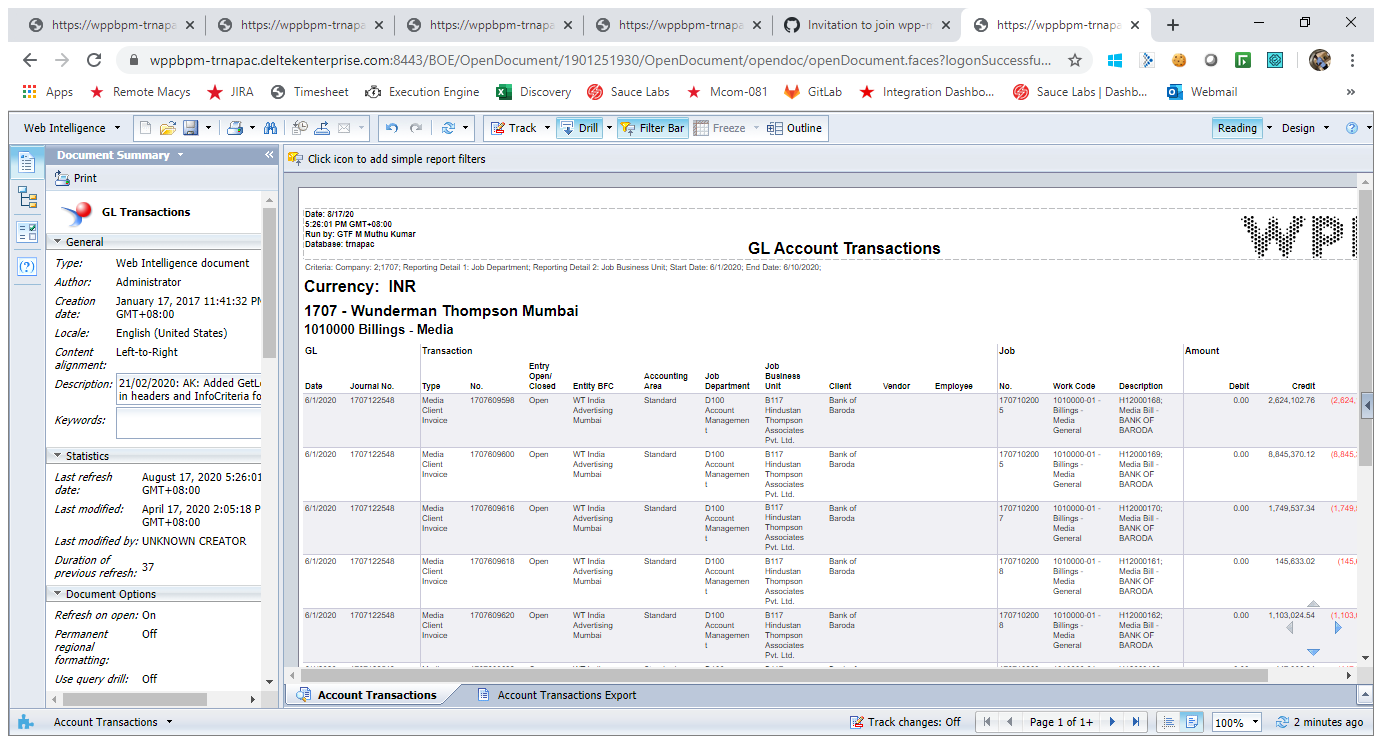 https://wppbpm-trnapa
https://wppbpm-trnapa
https://wppbpm-trnapa
https://wppbpm-trnapa
Invitation to join wpp-m
https://wppbpm-trnapa
wppbpm-trnapac.deltekenterprise.com:8443/BOE/OpenDocument/1901251930/OpenDocument/opendoc/openDocument.faces?logonSuccessfu...
Apps Remote Macys JIRA Timesheet Execution Engine Discovery Sauce Labs Mcom-081 GitLab Integration Dashbo... Sauce Labs | Dashb... Webmail »
Web Intelligence Track Drill Filter Bar Freeze Outline Reading Design
Document Summary
Print
GL Transactions
General
Type: Web Intelligence document
Author: Administrator
Creation date: January 17, 2017 11:41:32 PM GMT+08:00
Locale: English (United States)
Content alignment: Left-to-Right
Description: 21/02/2020: AK: Added GetL
in headers and InfoCriteria fo
Keywords:
Statistics
Last refresh date: August 17, 2020 5:26:01 GMT+08:00
Last modified: April 17, 2020 2:05:18 P GMT+08:00
Last modified by: UNKNOWN CREATOR
Duration of previous refresh: 37
Document Options
Refresh on open: On
Permanent regional formatting: Off
Use query drill: Off
Click icon to add simple report filters
Date: 8/17/20
5:26:01 PM GMT+08:00
Run by: GTF M Muthu Kumar
Database: trnapac
GL Account Transactions
WPP
Criteria: Company: 2;1707; Reporting Detail 1: Job Department; Reporting Detail 2: Job Business Unit; Start Date: 6/1/2020; End Date: 6/10/2020;
Currency: INR
1707 - Wunderman Thompson Mumbai
1010000 Billings - Media
GL Transaction Job Amount
Date Journal No. Type No. Entry Open/ Closed Entity BFC Accounting Area Job Department Job Business Unit Client Vendor Employee No. Work Code Description Debit Credit
6/1/2020 1707122548 Media Client Invoice 1707609598 Open WT India Advertising Mumbai Standard D100 Account Managemen t B117 Hindustan Thompson Associates Pvt. Ltd. Bank of Baroda 170710200 5 1010000-01 - Billings - Media General H12000168; Media Bill - BANK OF BARODA 0.00 2,624,102.76 (2,624,
6/1/2020 1707122548 Media Client Invoice 1707609600 Open WT India Advertising Mumbai Standard D100 Account Managemen t B117 Hindustan Thompson Associates Pvt. Ltd. Bank of Baroda 170710200 5 1010000-01 - Billings - Media General H12000169; Media Bill - BANK OF BARODA 0.00 8,845,370.12 (8,845,
6/1/2020 1707122548 Media Client Invoice 1707609616 Open WT India Advertising Mumbai Standard D100 Account Managemen t B117 Hindustan Thompson Associates Pvt. Ltd. Bank of Baroda 170710200 7 1010000-01 - Billings - Media General H12000170; Media Bill - BANK OF BARODA 0.00 1,749,537.34 (1,749,
6/1/2020 1707122548 Media Client Invoice 1707609618 Open WT India Advertising Mumbai Standard D100 Account Managemen t B117 Hindustan Thompson Associates Pvt. Ltd. Bank of Baroda 170710200 8 1010000-01 - Billings - Media General H12000161; Media Bill - BANK OF BARODA 0.00 145,633.02 (145,
6/1/2020 1707122548 Media Client Invoice 1707609620 Open WT India Advertising Mumbai Standard D100 Account Managemen t B117 Hindustan Thompson Associates Pvt. Ltd. Bank of Baroda 170710200 8 1010000-01 - Billings - Media General H12000162; Media Bill - BANK OF BARODA 0.00 1,103,024.54 (1,103,
Account Transactions Account Transactions Export
Account Transactions Track changes: Off Page 1 of 1+ 100% 2 minutes ago